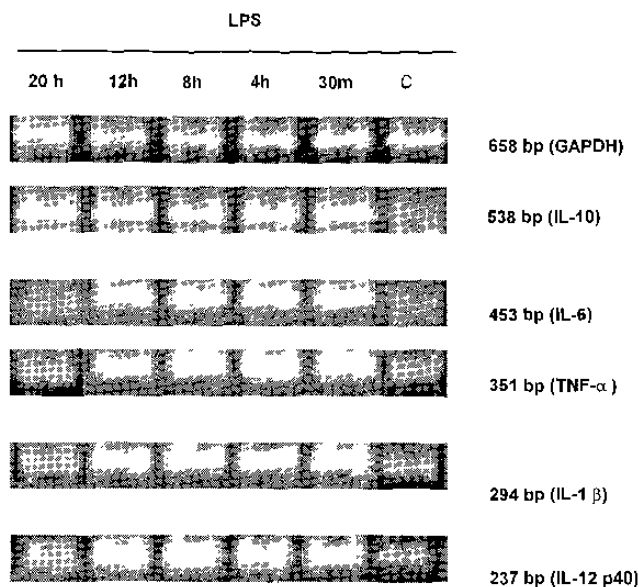 LPS
20 h 12h 8h 4h 30m C
658 bp (GAPDH)
538 bp (IL-10)
453 bp (IL-6)
351 bp (TNF-α )
294 bp (IL-1 β)
237 bp (IL-12 p40)